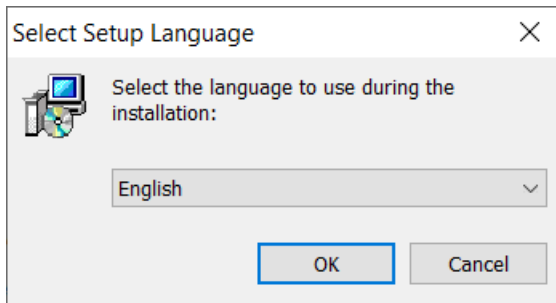 Select Setup Language
Select the language to use during the
installation:
English
OK
Cancel